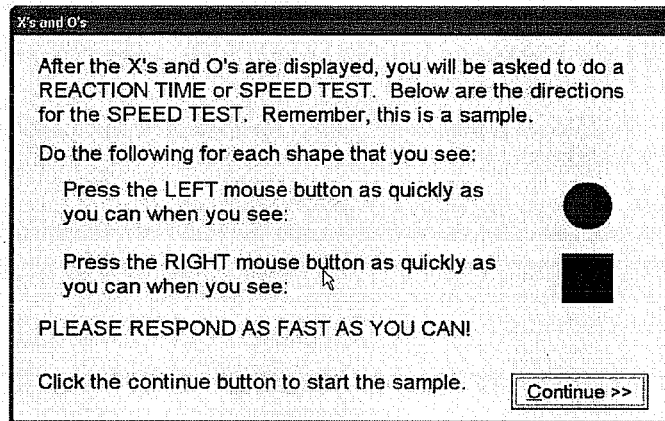 X's and O's
After the X's and O's are displayed, you will be asked to do a
REACTION TIME or SPEED TEST. Below are the directions
for the SPEED TEST. Remember, this is a sample.
Do the following for each shape that you see:
Press the LEFT mouse button as quickly as
you can when you see:
Press the RIGHT mouse button as quickly as
you can when you see:
PLEASE RESPOND AS FAST AS YOU CAN!
Click the continue button to start the sample.
Continue >>